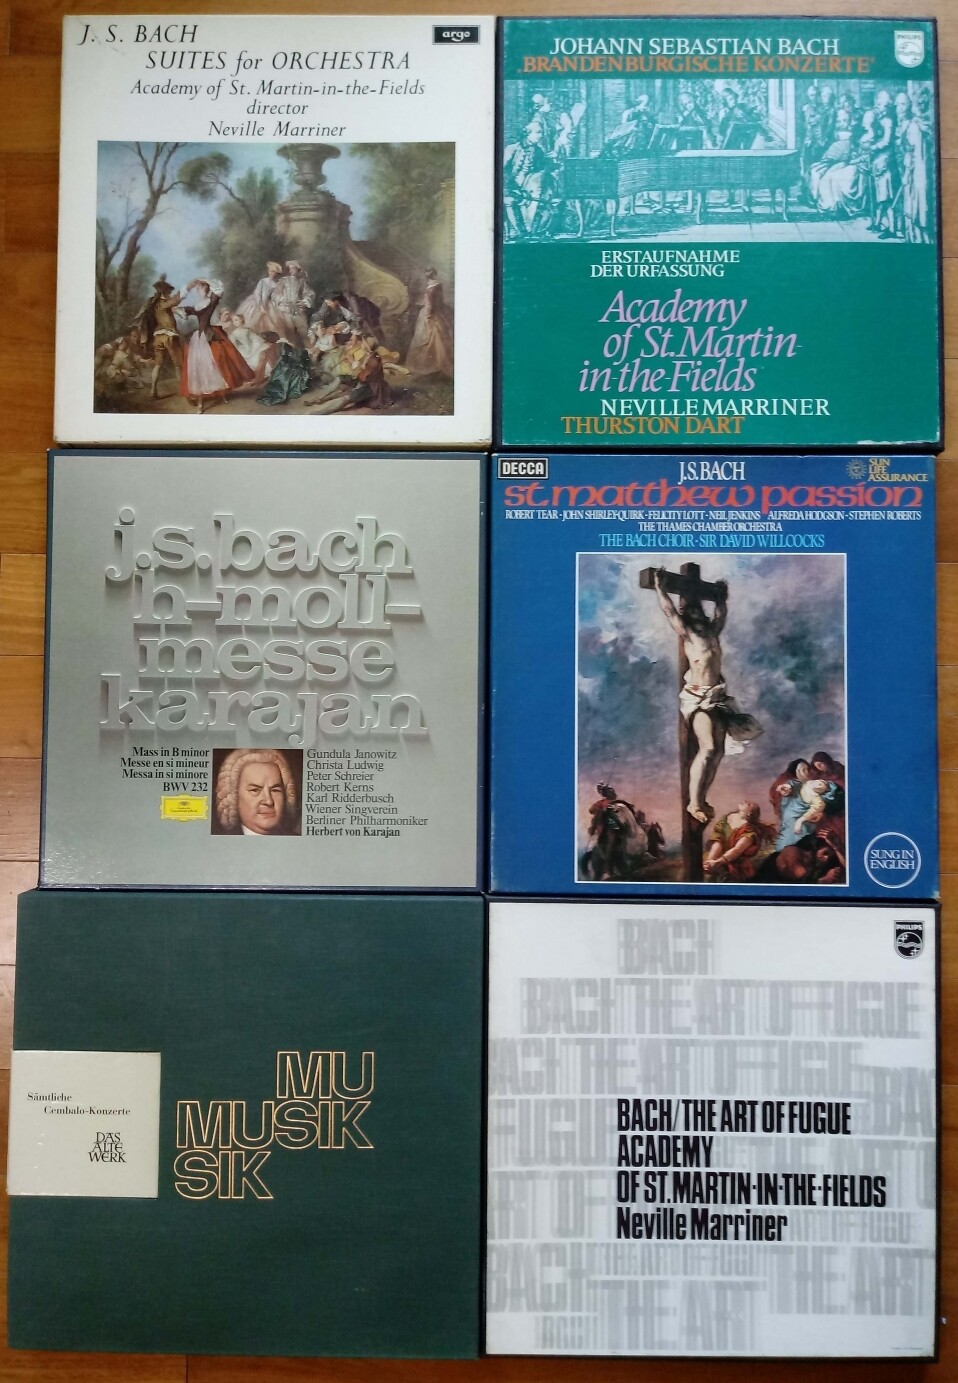 J. S. BACH
argo
SUITES for ORCHESTRA
Academy of St. Martin-in-the-Fields
director
Neville Marriner
PHILIPS
JOHANN SEBASTIAN BACH
„BRANDENBURGISCHE KONZERTE”
ERSTAUFNAHME
DER URFASSUNG
Academy
of St. Martin-
in-the-Fields
NEVILLE MARRINER
THURSTON DART
j.s.bach
h-moll-
messe
karajan
Mass in B minor
Messe en si mineur
Messa in si minore
BWV 232
Gundula Janowitz
Christa Ludwig
Peter Schreier
Robert Kerns
Karl Ridderbusch
Wiener Singverein
Berliner Philharmoniker
Herbert von Karajan
DECCA
J.S. BACH
SUN
LIFE
ASSURANCE
st. matthew passion
ROBERT TEAR · JOHN SHIRLEY-QUIRK · FELICITY LOTT · NEIL JENKINS ALFREDA HODGSON · STEPHEN ROBERTS
THE THAMES CHAMBER ORCHESTRA
THE BACH CHOIR · SIR DAVID WILLCOCKS
SUNG IN
ENGLISH
Sämtliche
Cembalo-Konzerte
DAS
ALTE
WERK
MU
MUSIK
SIK
PHILIPS
BACH
BACH THE ART OF FUGUE
BACH/THE ART OF FUGUE
ACADEMY
OF ST. MARTIN-IN-THE-FIELDS
Neville Marriner